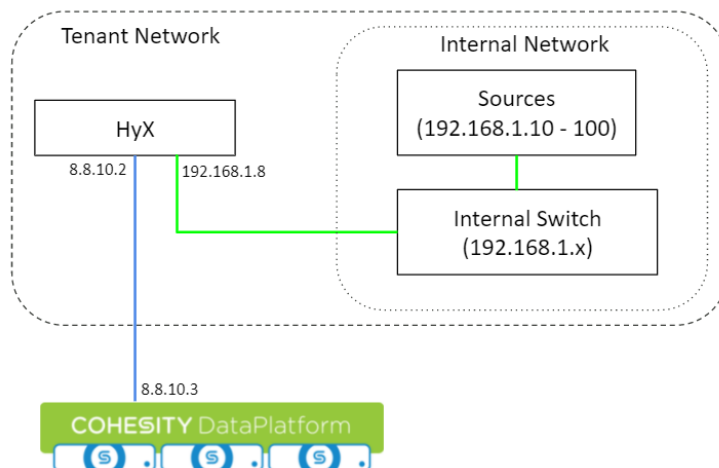 Tenant Network
Internal Network
Sources
(192.168.1.10 - 100)
HyX
8.8.10.2
192.168.1.8
Internal Switch
(192.168.1.x)
8.8.10.3
COHESITY DataPlatform
S S S